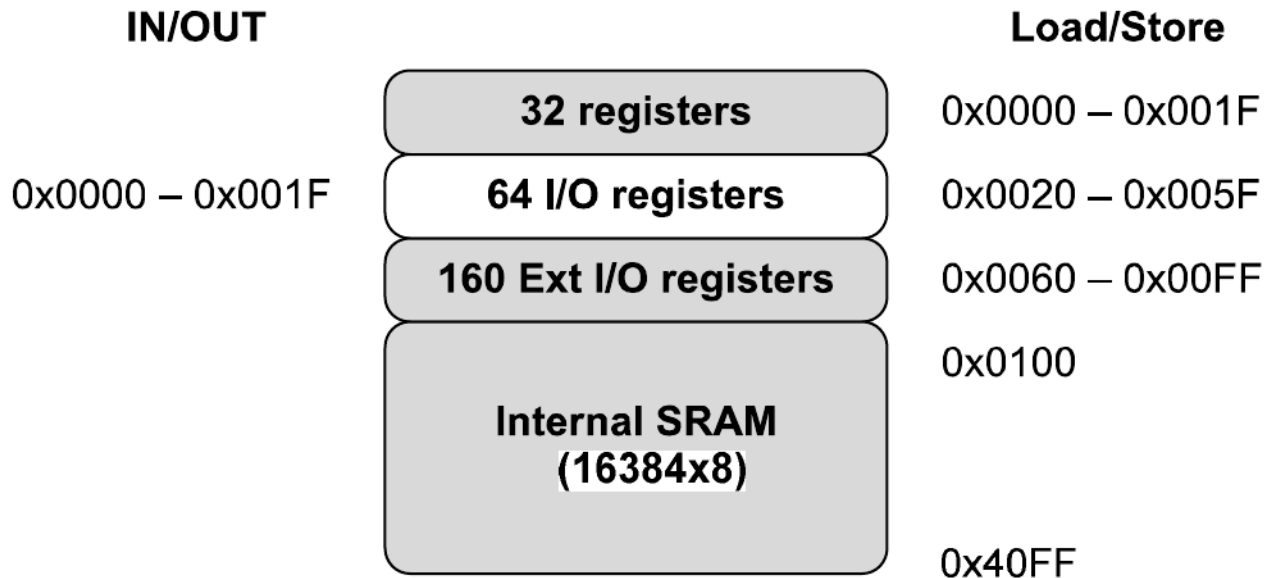 IN/OUT Load/Store
32 registers 0x0000 – 0x001F
0x0000 – 0x001F 64 I/O registers 0x0020 – 0x005F
160 Ext I/O registers 0x0060 – 0x00FF
0x0100
Internal SRAM
(16384x8)
0x40FF